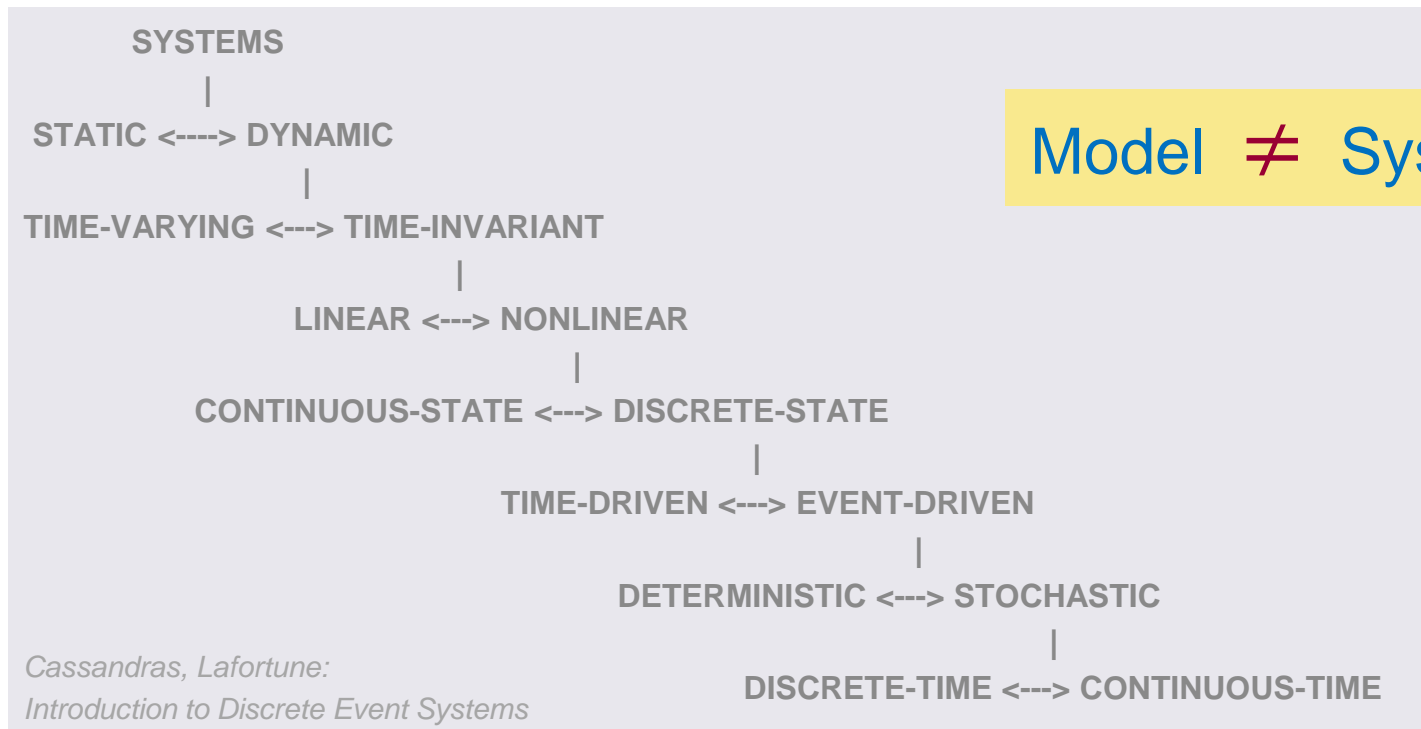 SYSTEMS
|
STATIC <----> DYNAMIC
|
TIME-VARYING <---> TIME-INVARIANT
|
LINEAR <---> NONLINEAR
|
CONTINUOUS-STATE <---> DISCRETE-STATE
|
TIME-DRIVEN <---> EVENT-DRIVEN
|
DETERMINISTIC <---> STOCHASTIC
|
DISCRETE-TIME <---> CONTINUOUS-TIME
Model ≠ Sys
Cassandras, Lafortune:
Introduction to Discrete Event Systems